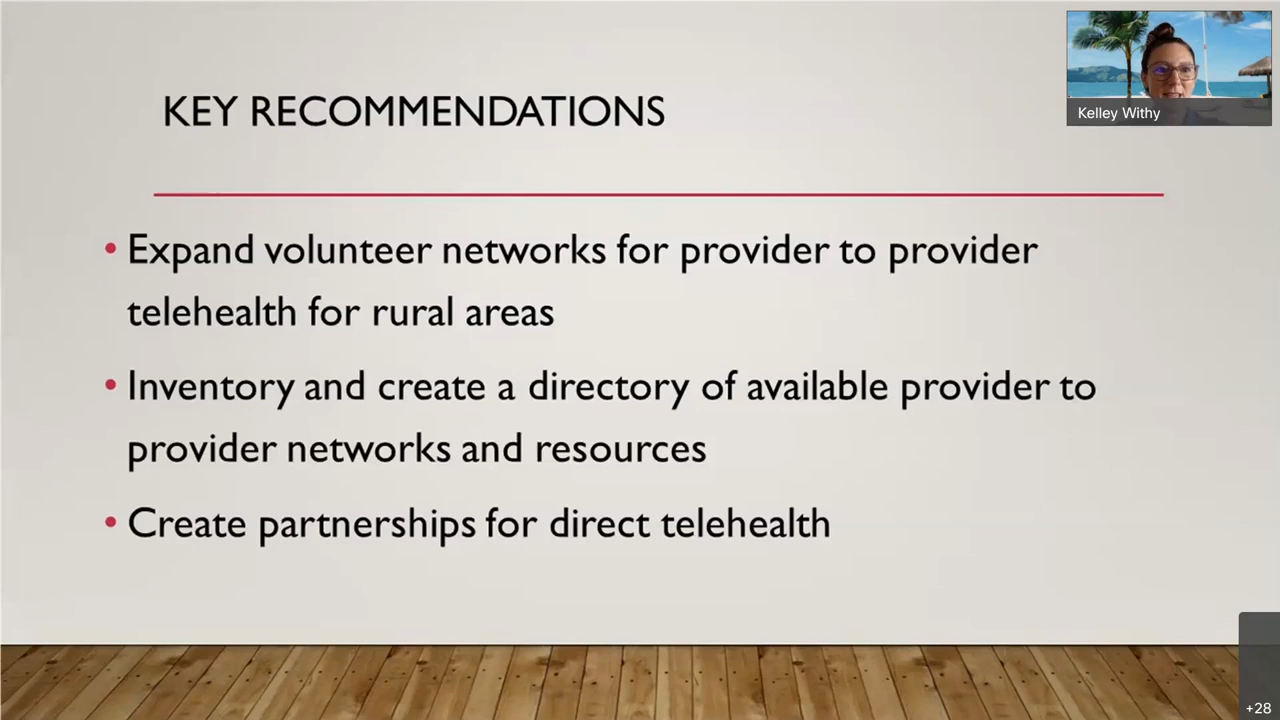 KEY RECOMMENDATIONS
Kelley Withy
• Expand volunteer networks for provider to provider
telehealth for rural areas
• Inventory and create a directory of available provider to
provider networks and resources
• Create partnerships for direct telehealth
+28